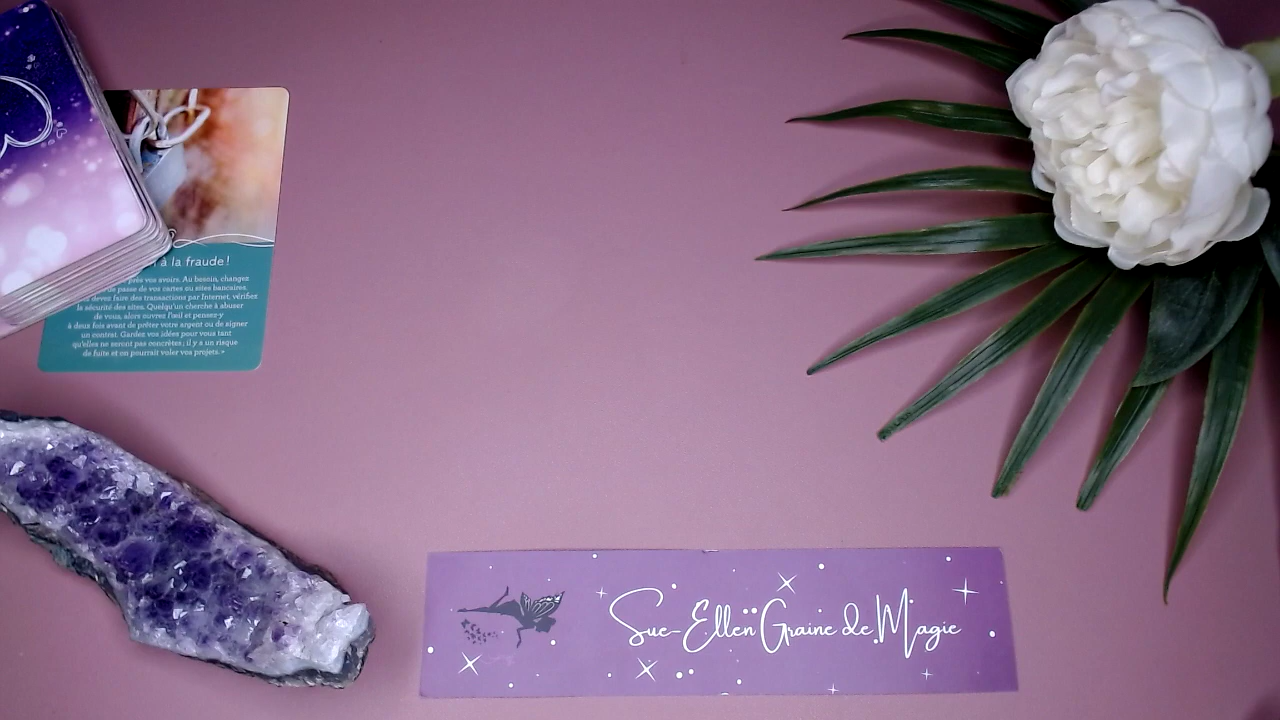 à la fraude !
près vos avoirs. Au besoin, changez
de passe de vos cartes ou sites bancaires.
devez faire des transactions par Internet, vérifiez
la sécurité des sites. Quelqu'un cherche à abuser
de vous, alors ouvrez l'œil et pensez-y
à deux fois avant de prêter votre argent ou de signer
un contrat. Gardez vos idées pour vous tant
qu'elles ne seront pas concrètes ; il y a un risque
de fuite et on pourrait voler vos projets. »
Sue-Ellen Graine de Magie